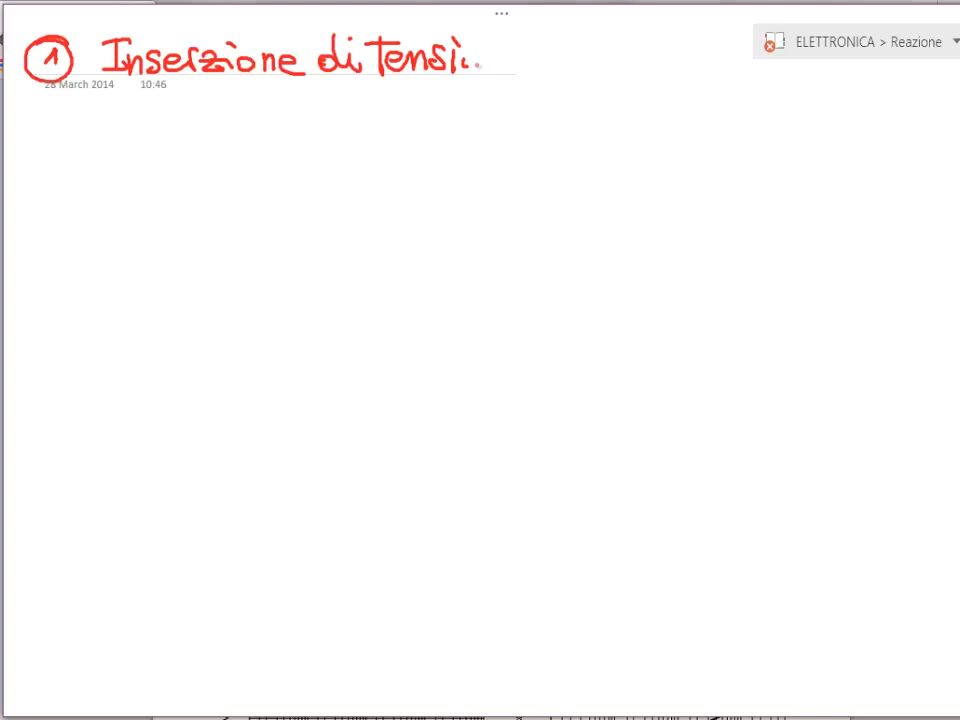 ...
ELETTRONICA > Reazione
① Inserzione di Tensi
28 March 2014 10:46